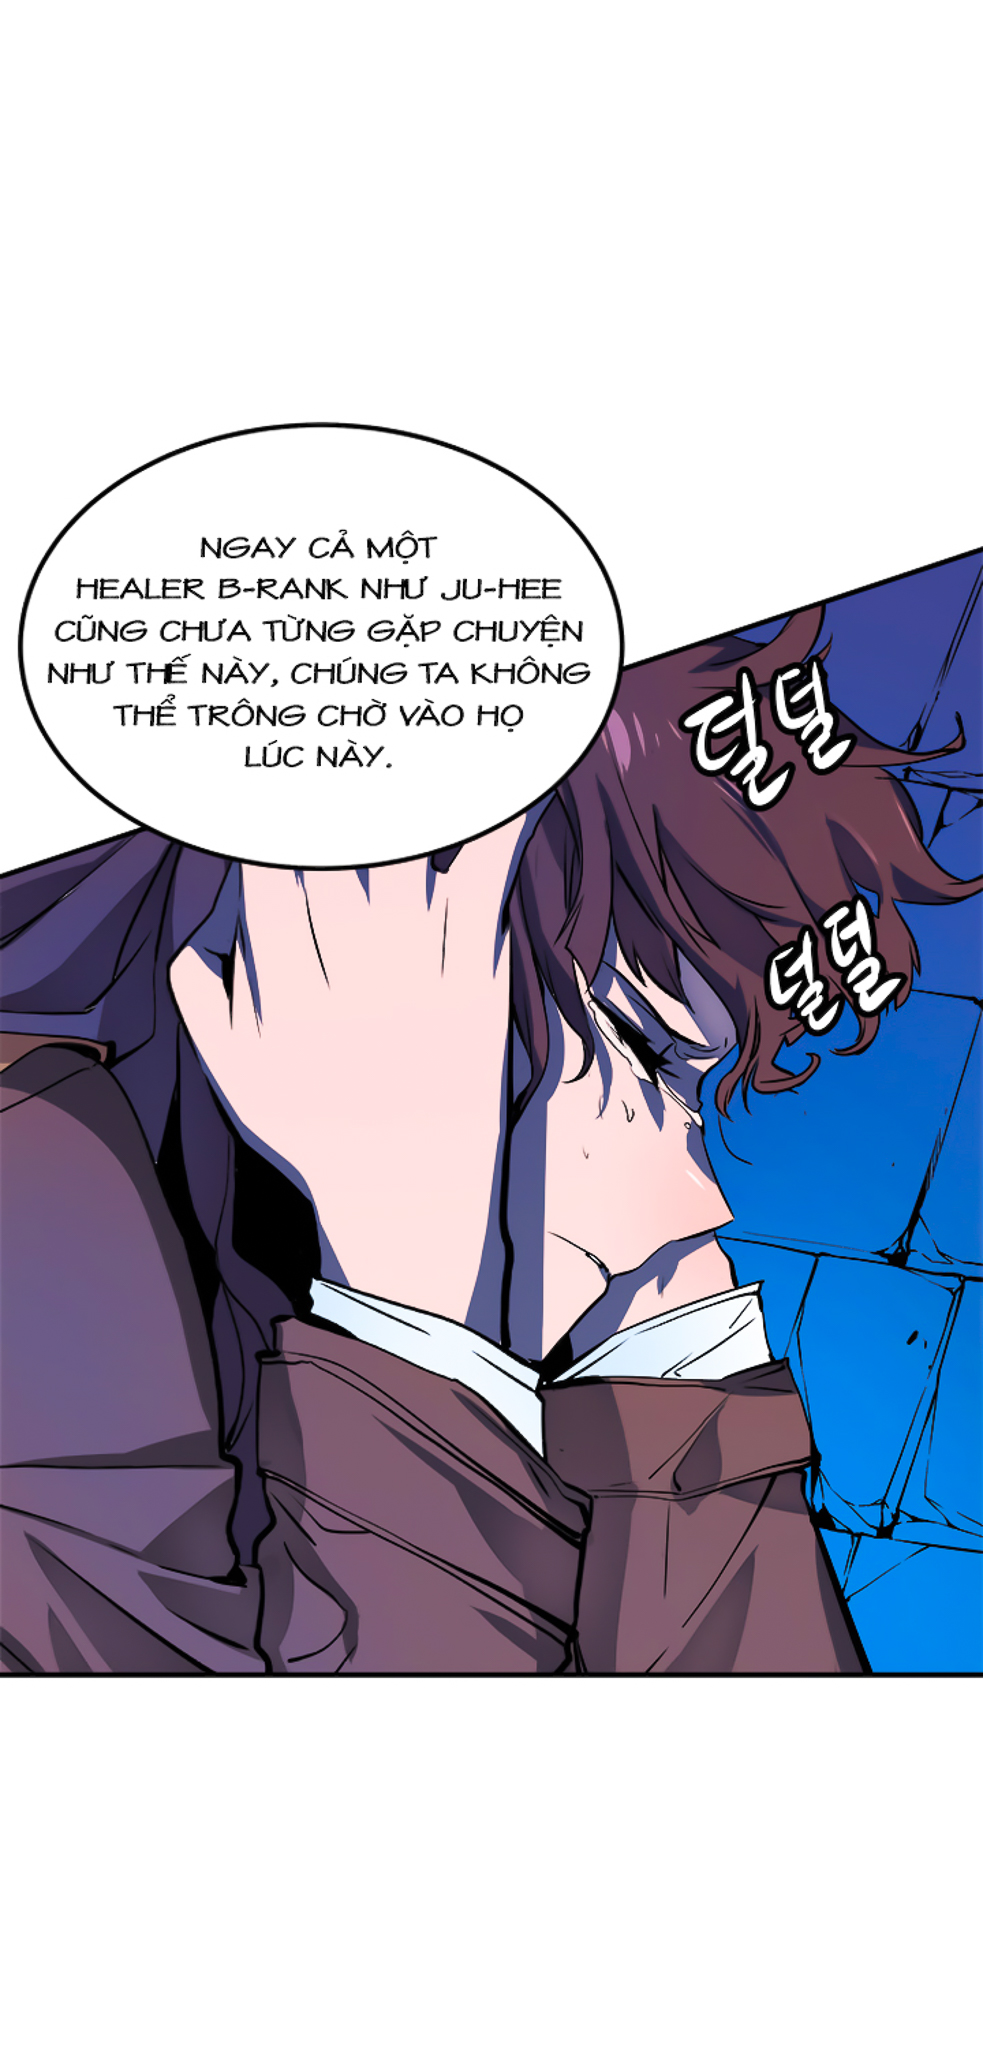 NGAY CẢ MỘT
HEALER B-RANK NHƯ JU-HEE
CŨNG CHƯA TỪNG GẶP CHUYỆN
NHƯ THẾ NÀY, CHÚNG TA KHÔNG
THỂ TRÔNG CHỜ VÀO HỌ
LÚC NÀY.
덜덜
덜덜